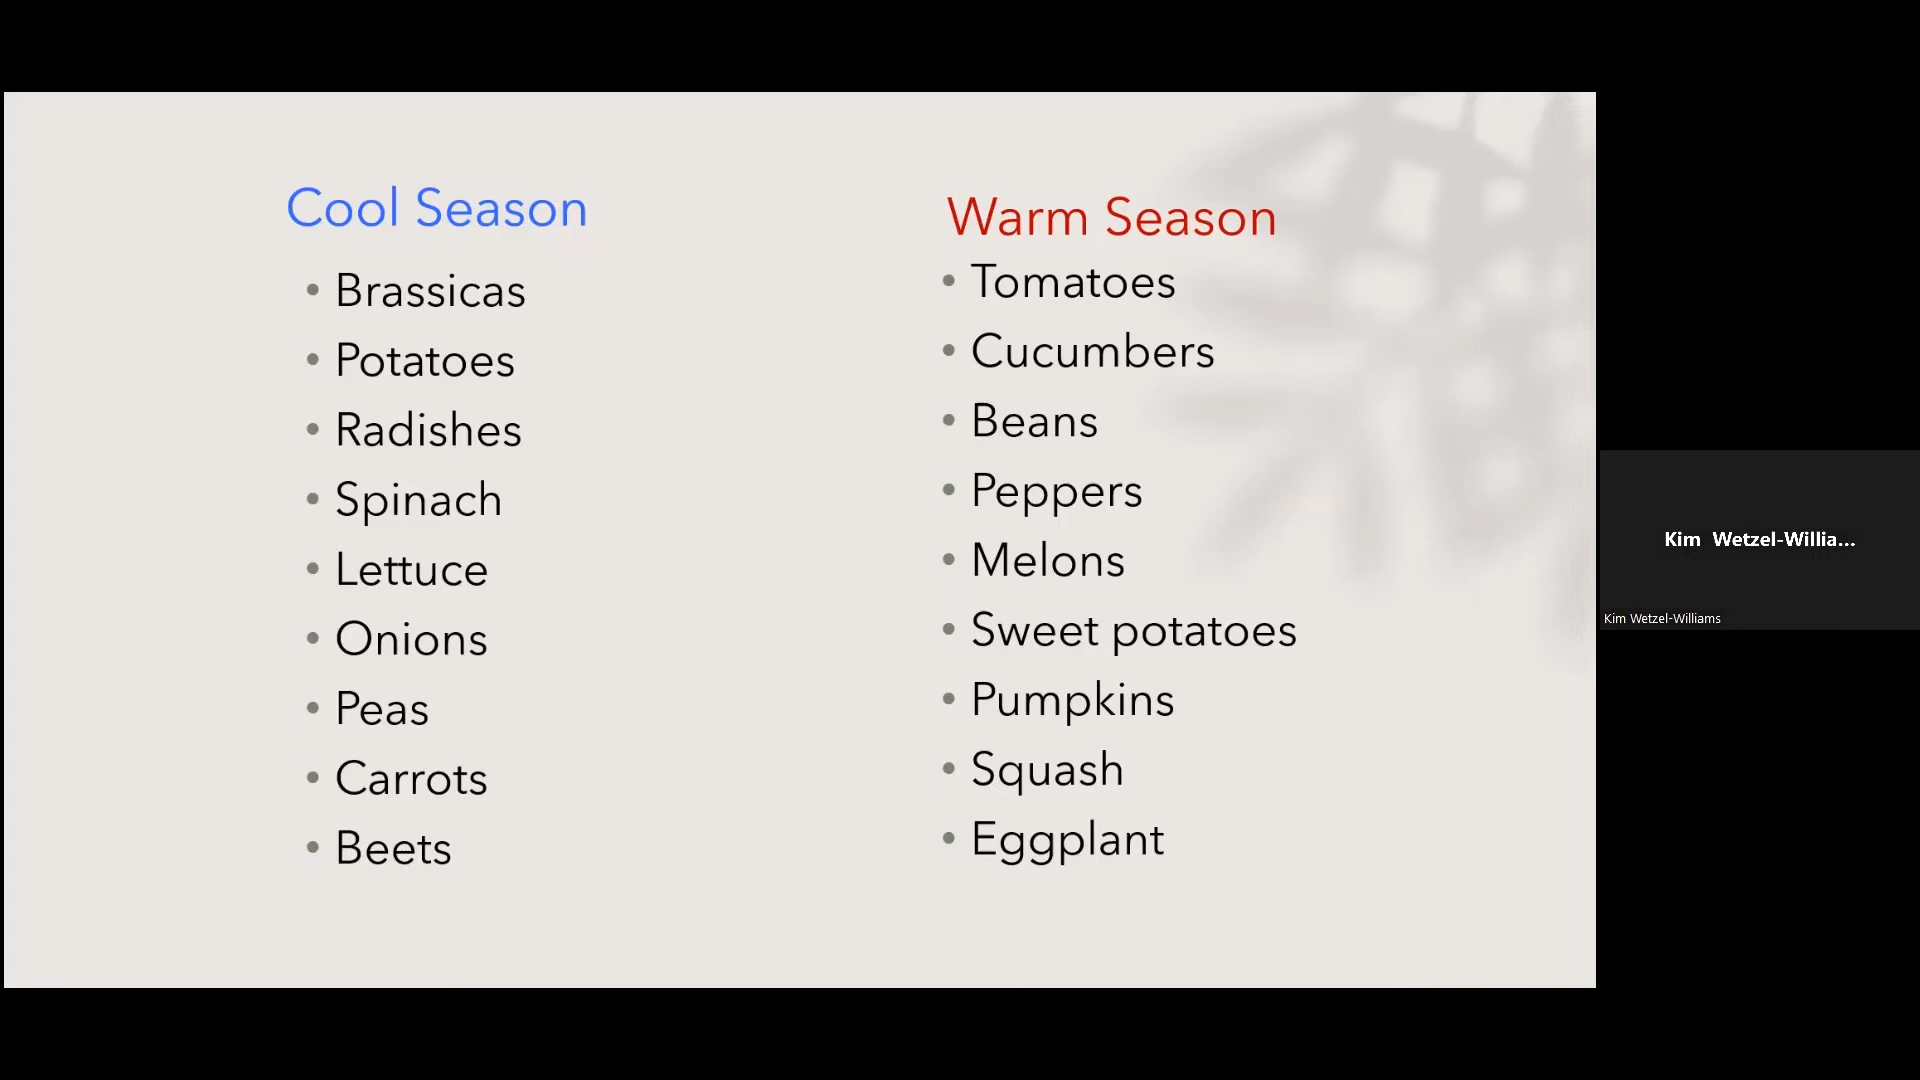 Cool Season
Brassicas
Potatoes
Radishes
Spinach
Lettuce
Onions
Peas
Carrots
Beets
Warm Season
Tomatoes
Cucumbers
Beans
Peppers
Melons
Sweet potatoes
Pumpkins
Squash
Eggplant
Kim Wetzel-Willia...
Kim Wetzel-Williams